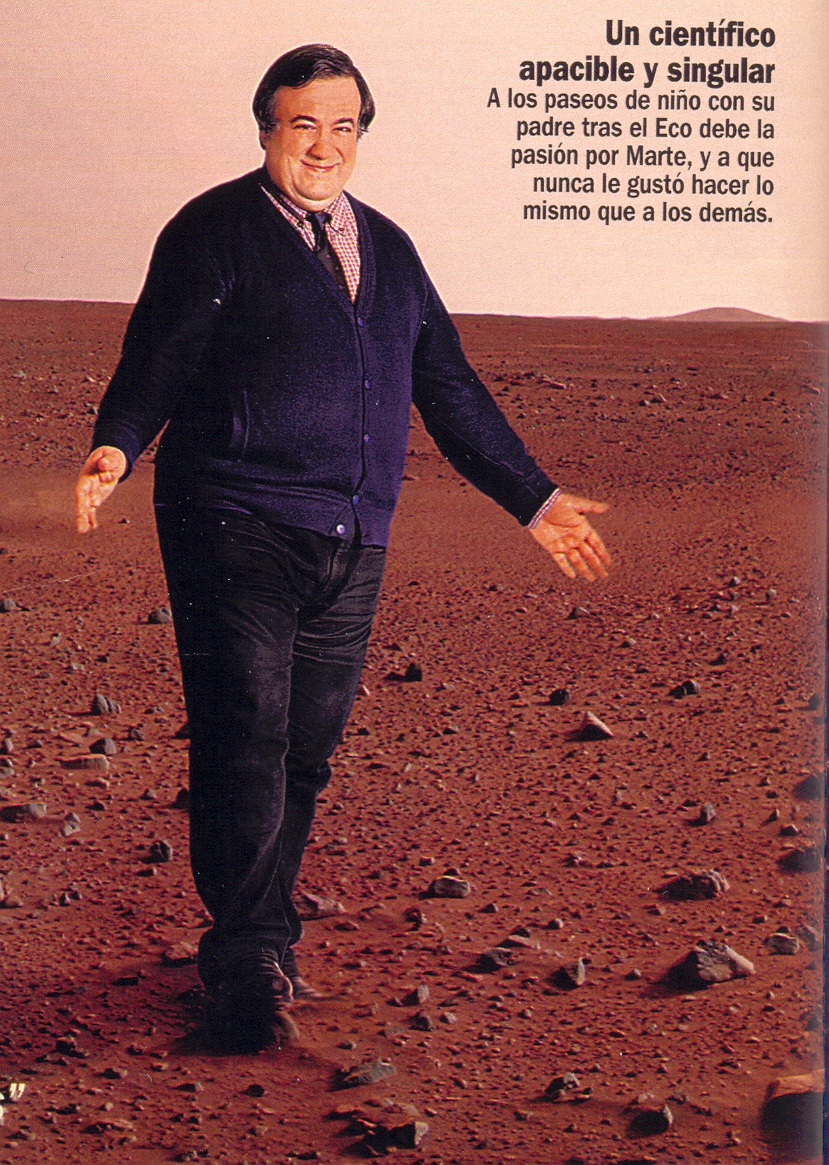 Un científico
apacible y singular
A los paseos de niño con su
padre tras el Eco debe la
pasión por Marte, y a que
nunca le gustó hacer lo
mismo que a los demás.
”